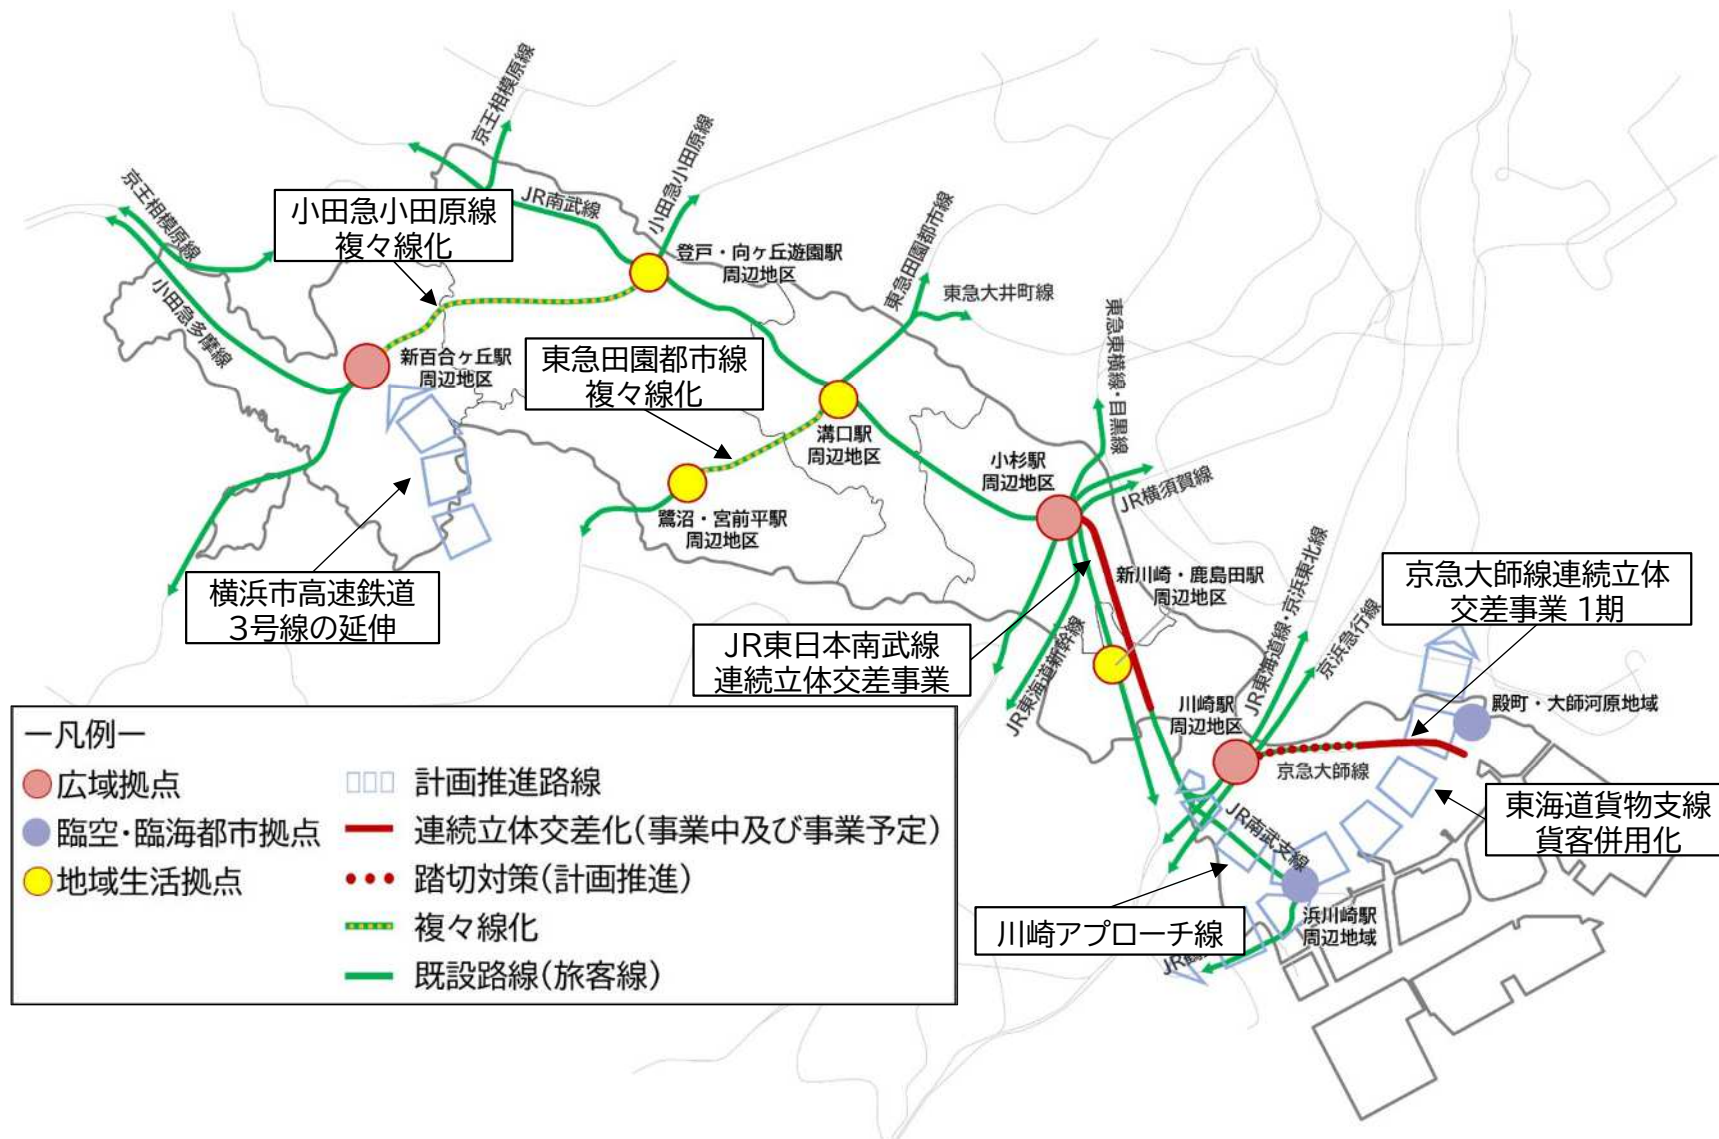 京王相模原線
小田急小田原線
京王相模原線
小田急小田原線
複々線化
JR南武線
登戸・向ヶ丘遊園駅
周辺地区
東急田園都市線
東急大井町線
小田急多摩線
新百合ヶ丘駅
周辺地区
東急田園都市線
複々線化
東急東横線・目黒線
溝口駅
周辺地区
小杉駅
周辺地区
JR横須賀線
鷺沼・宮前平駅
周辺地区
横浜市高速鉄道
3号線の延伸
新川崎・鹿島田駅
周辺地区
JR東海道線・京浜東北線
京急大師線連続立体
交差事業 1期
JR東日本南武線
連続立体交差事業
JR東海道新幹線
京浜急行線
川崎駅
周辺地区
殿町・大師河原地域
京急大師線
東海道貨物支線
貨客併用化
JR南武支線
川崎アプローチ線
浜川崎駅
周辺地域
JR
ー凡例ー
広域拠点
臨空・臨海都市拠点
地域生活拠点
計画推進路線
連続立体交差化(事業中及び事業予定)
踏切対策(計画推進)
複々線化
既設路線(旅客線)